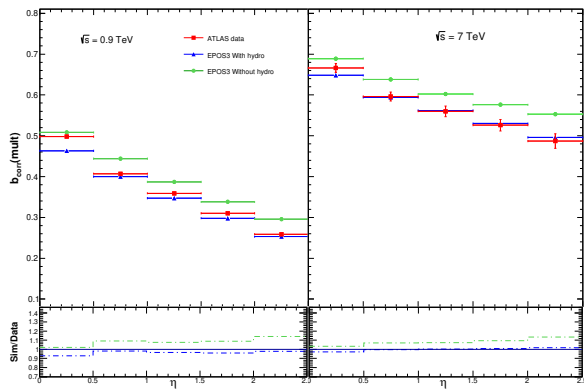 √s = 0.9 TeV
ATLAS data
EPOS3 With hydro
EPOS3 Without hydro
√s = 7 TeV
b_corr(mult)
0.8
0.7
0.6
0.5
0.4
0.3
0.2
0.1
Sim/Data
1.4
1.3
1.2
1.1
1
0.9
0.8
0.7
0 0.5 1 1.5 2 2.5
0.5 1 1.5 2 2.
η
η